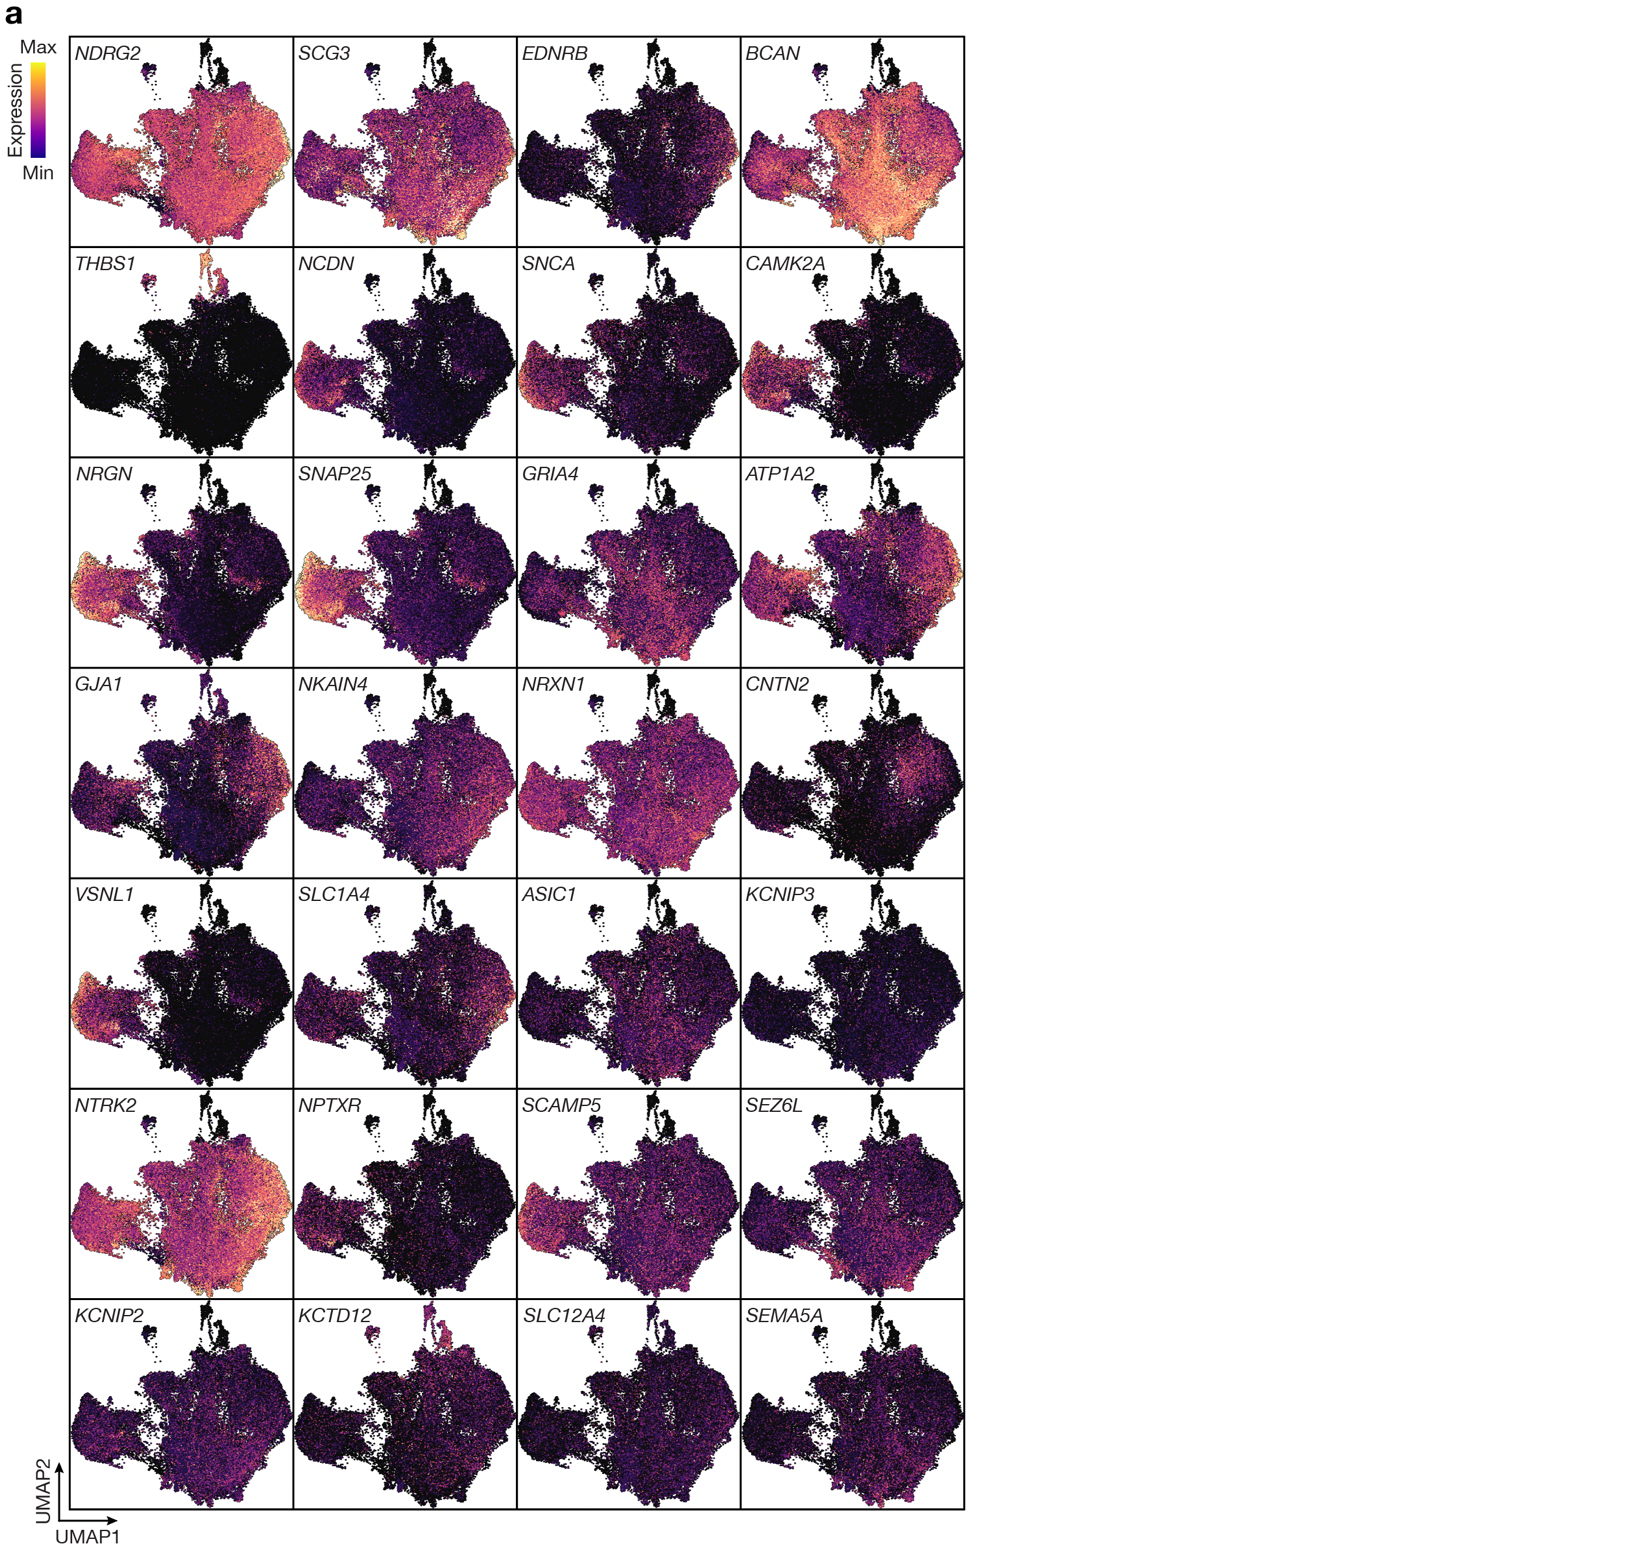 a
Max
Expression
Min
NDRG2
SCG3
EDNRB
BCAN
THBS1
NCDN
SNCA
CAMK2A
NRGN
SNAP25
GRIA4
ATP1A2
GJA1
NKAIN4
NRXN1
CNTN2
VSNL1
SLC1A4
ASIC1
KCNIP3
NTRK2
NPTXR
SCAMP5
SEZ6L
KCNIP2
KCTD12
SLC12A4
SEMA5A
UMAP2
UMAP1